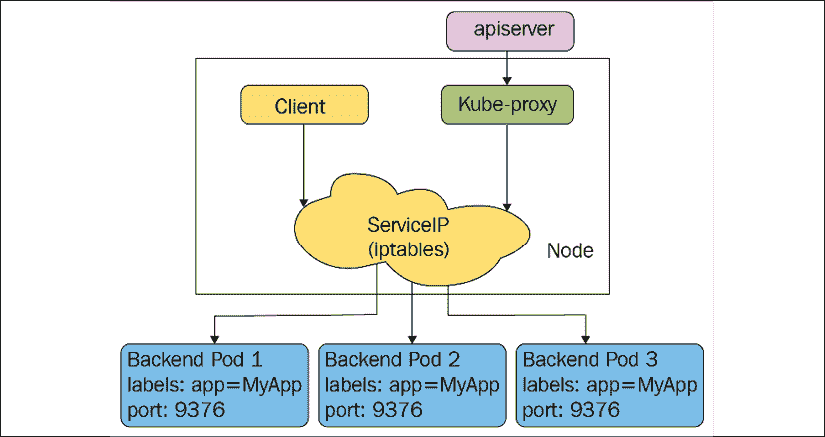 apiserver
Client
Kube-proxy
ServiceIP
(iptables)
Node
Backend Pod 1
labels: app=MyApp
port: 9376
Backend Pod 2
labels: app=MyApp
port: 9376
Backend Pod 3
labels: app=MyApp
port: 9376